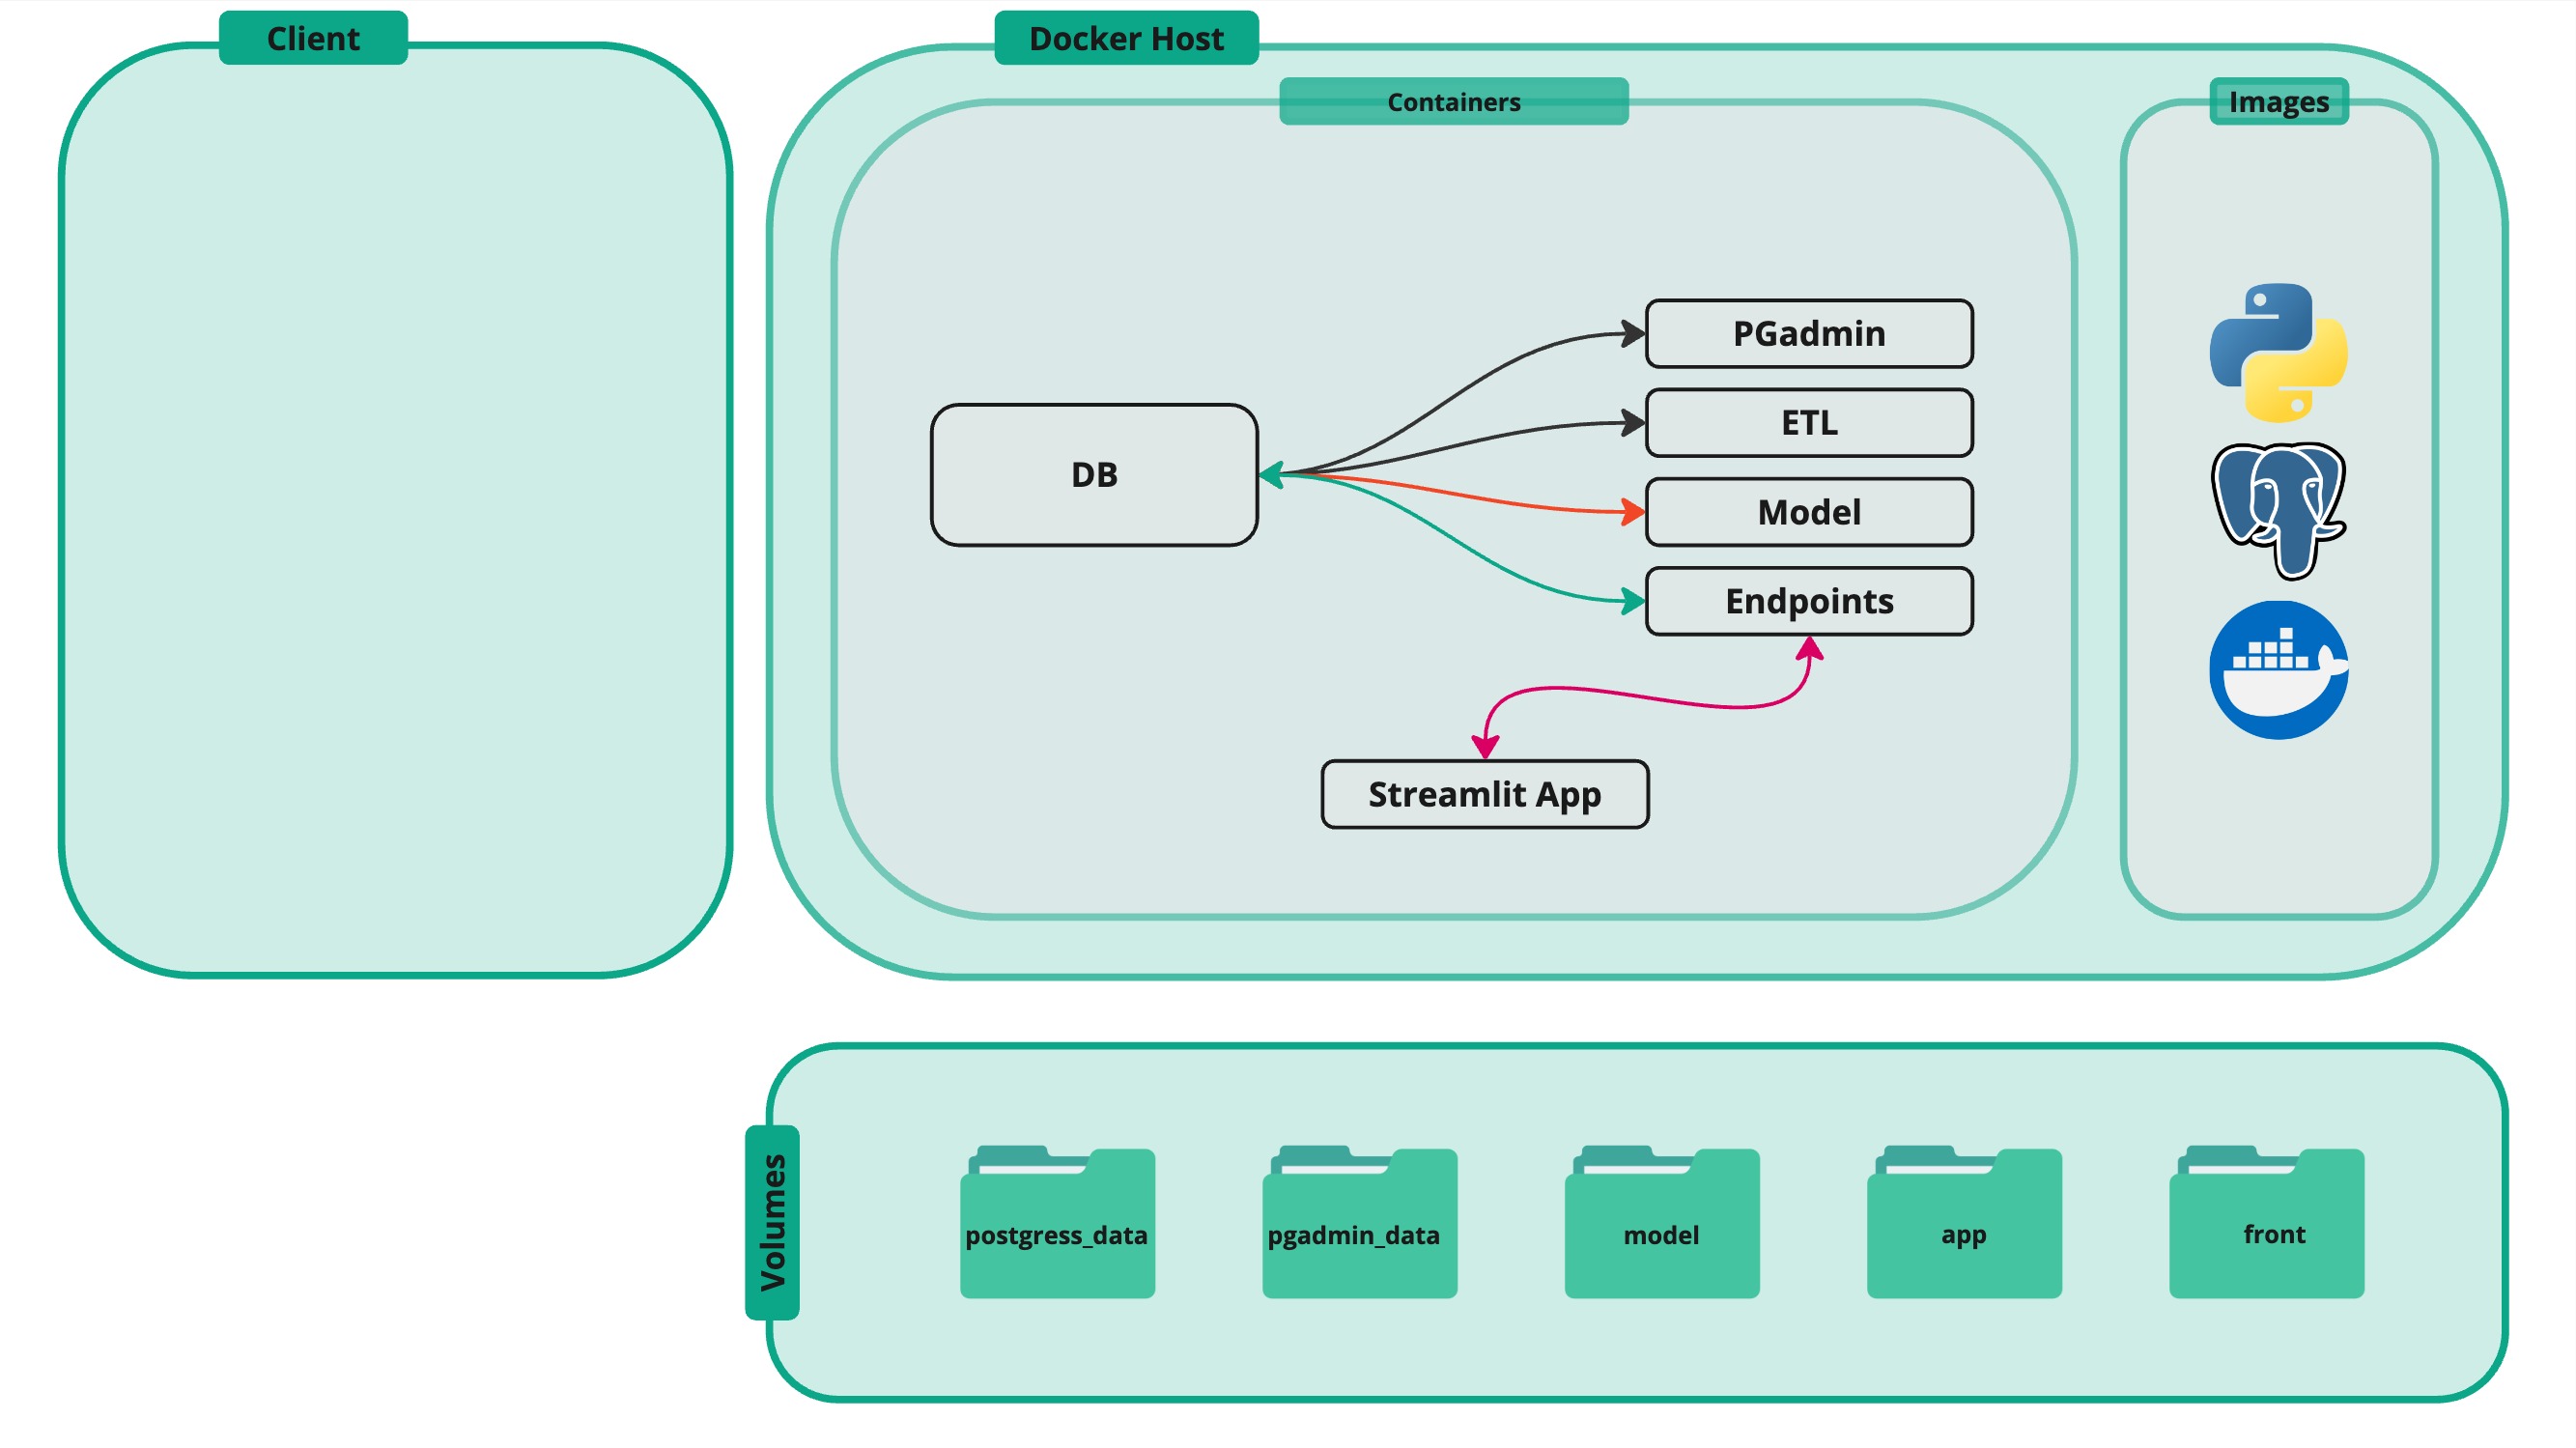 Client
Docker Host
Containers
Images
PGadmin
ETL
DB
Model
Endpoints
Streamlit App
Volumes
postgress_data
pgadmin_data
model
app
front